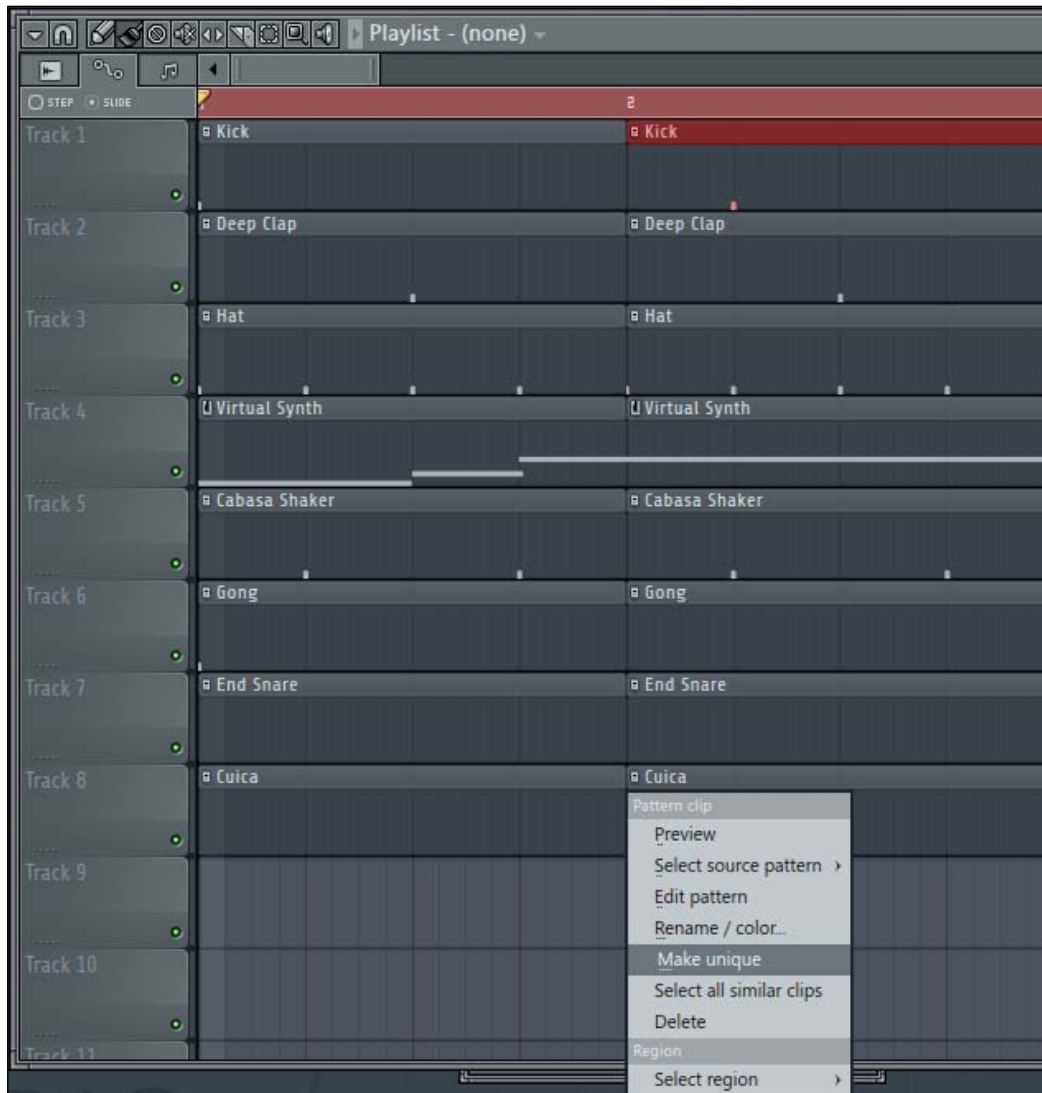 Playlist - (none)
STEP SLIDE
2
Track 1
Kick
Kick
Track 2
Deep Clap
Deep Clap
Track 3
Hat
Hat
Track 4
Virtual Synth
Virtual Synth
Track 5
Cabasa Shaker
Cabasa Shaker
Track 6
Gong
Gong
Track 7
End Snare
End Snare
Track 8
Cuica
Cuica
Pattern clip
Preview
Select source pattern
Edit pattern
Rename / color...
Make unique
Select all similar clips
Delete
Region
Select region
Track 9
Track 10
Track 11